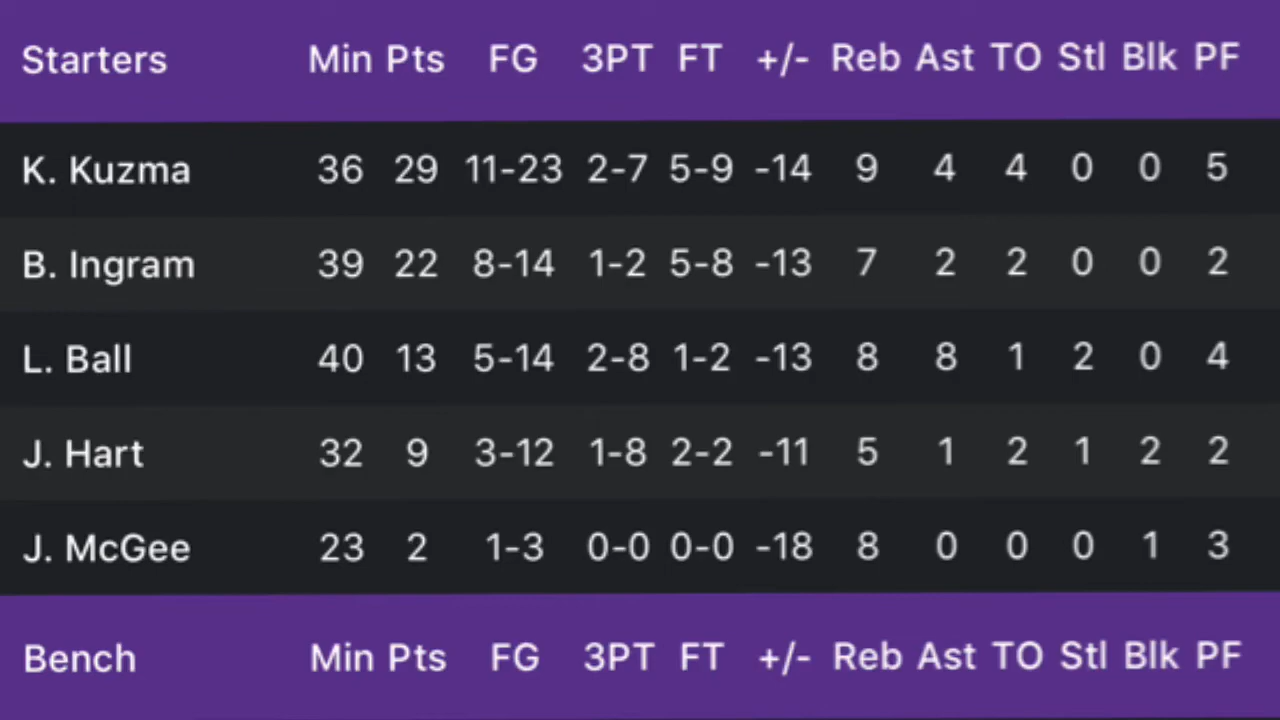 Starters Min Pts FG 3PT FT +/- Reb Ast TO Stl Blk PF
K. Kuzma 36 29 11-23 2-7 5-9 -14 9 4 4 0 0 5
B. Ingram 39 22 8-14 1-2 5-8 -13 7 2 2 0 0 2
L. Ball 40 13 5-14 2-8 1-2 -13 8 8 1 2 0 4
J. Hart 32 9 3-12 1-8 2-2 -11 5 1 2 1 2 2
J. McGee 23 2 1-3 0-0 0-0 -18 8 0 0 0 1 3
Bench Min Pts FG 3PT FT +/- Reb Ast TO Stl Blk PF